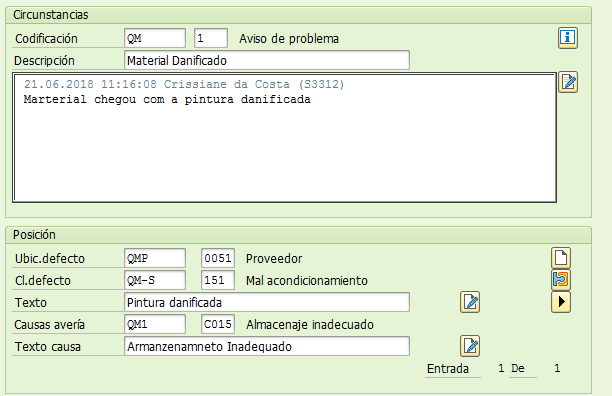 Circunstancias
Codificación QM 1 Aviso de problema
Descripción Material Danificado
21.06.2018 11:16:08 Crissiane da Costa (S3312)
Marterial chegou com a pintura danificada
Posición
Ubic.defecto QMP 0051 Proveedor
Cl.defecto QM-S 151 Mal acondicionamiento
Texto Pintura danificada
Causas avería QM1 C015 Almacenaje inadecuado
Texto causa Armanzenamneto Inadequado
Entrada 1 De 1